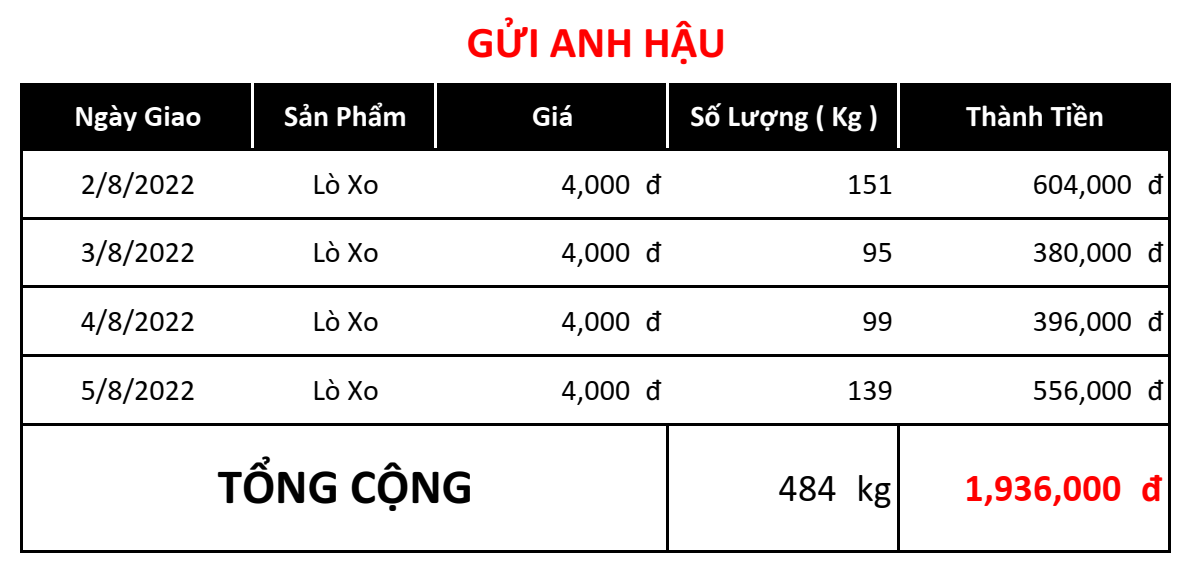 GỬI ANH HẬU
Ngày Giao Sản Phẩm Giá Số Lượng ( Kg ) Thành Tiền
2/8/2022 Lò Xo 4,000 đ 151 604,000 đ
3/8/2022 Lò Xo 4,000 đ 95 380,000 đ
4/8/2022 Lò Xo 4,000 đ 99 396,000 đ
5/8/2022 Lò Xo 4,000 đ 139 556,000 đ
TỔNG CỘNG 484 kg 1,936,000 đ